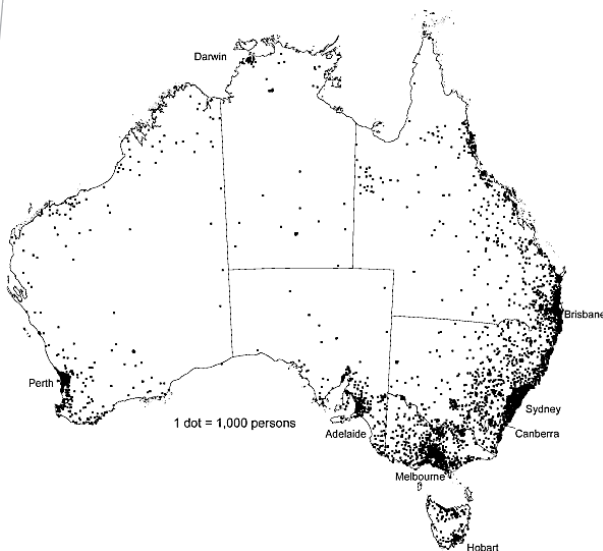 Darwin
Brisbane
Perth
1 dot = 1,000 persons
Sydney
Adelaide
Canberra
Melbourne
Hobart